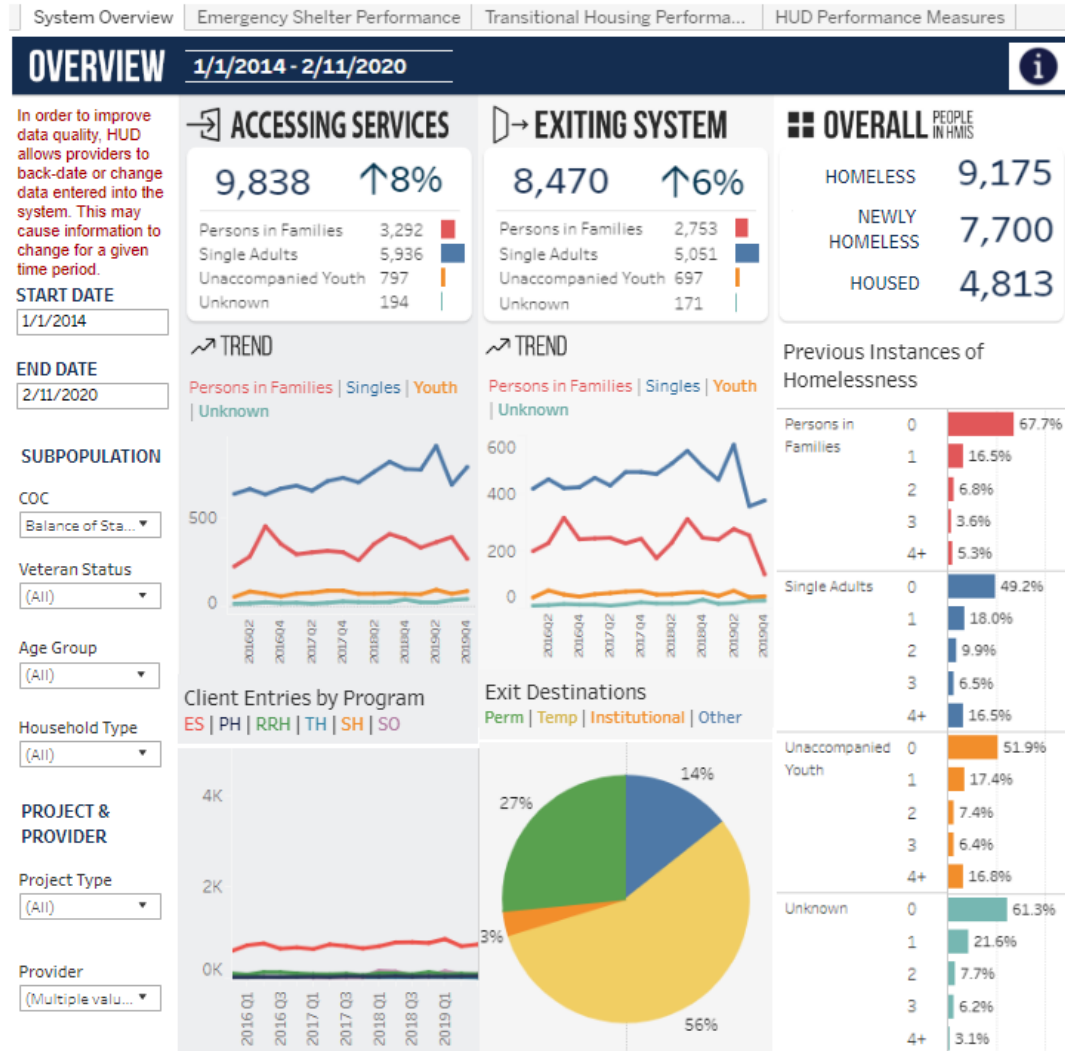 System Overview
Emergency Shelter Performance
Transitional Housing Performa...
HUD Performance Measures
OVERVIEW
1/1/2014 - 2/11/2020
i
In order to improve
data quality, HUD
allows providers to
back-date or change
data entered into the
system. This may
cause information to
change for a given
time period.
START DATE
1/1/2014
END DATE
2/11/2020
SUBPOPULATION
COC
Balance of Sta...
Veteran Status
(All)
Age Group
(All)
Household Type
(All)
PROJECT &
PROVIDER
Project Type
(All)
Provider
(Multiple valu...
ACCESSING SERVICES
9,838 ↑8%
Persons in Families 3,292
Single Adults 5,936
Unaccompanied Youth 797
Unknown 194
TREND
Persons in Families | Singles | Youth
| Unknown
500
0
2016Q2
2016Q4
2017Q2
2017Q4
2018Q2
2018Q4
2019Q2
2019Q4
Client Entries by Program
ES | PH | RRH | TH | SH | SO
4K
2K
0K
2016 Q1
2016 Q3
2017 Q1
2017 Q3
2018 Q1
2018 Q3
2019 Q1
EXITING SYSTEM
8,470 ↑6%
Persons in Families 2,753
Single Adults 5,051
Unaccompanied Youth 697
Unknown 171
TREND
Persons in Families | Singles | Youth
| Unknown
600
400
200
0
2016Q2
2016Q4
2017Q2
2017Q4
2018Q2
2018Q4
2019Q2
2019Q4
Exit Destinations
Perm | Temp | Institutional | Other
14%
27%
3%
56%
OVERALL PEOPLE IN HMIS
HOMELESS 9,175
NEWLY
HOMELESS 7,700
HOUSED 4,813
Previous Instances of
Homelessness
Persons in
Families
0 67.7%
1 16.5%
2 6.8%
3 3.6%
4+ 5.3%
Single Adults 0 49.2%
1 18.0%
2 9.9%
3 6.5%
4+ 16.5%
Unaccompanied
Youth
0 51.9%
1 17.4%
2 7.4%
3 6.4%
4+ 16.8%
Unknown 0 61.3%
1 21.6%
2 7.7%
3 6.2%
4+ 3.1%